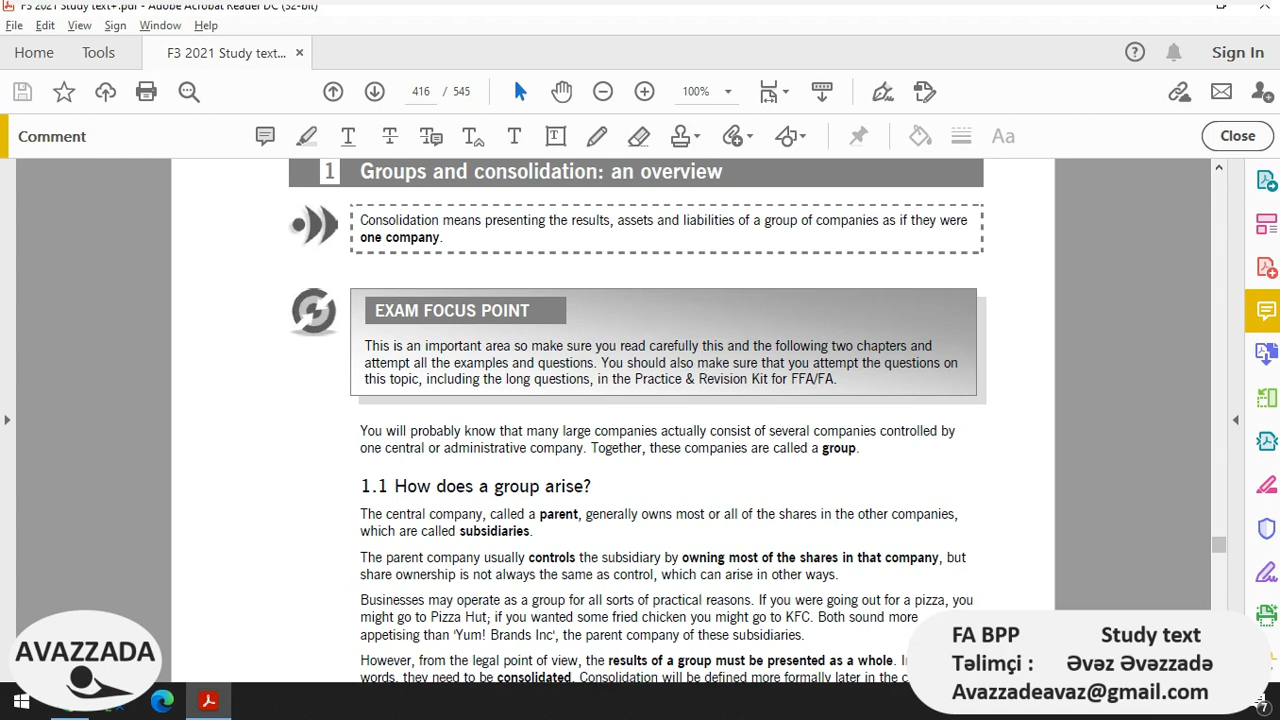 F3 2021 Study text+.pdf - Adobe Acrobat Reader DC (32-bit)
File Edit View Sign Window Help
Home Tools F3 2021 Study text... × Sign In
416 / 545 100%
Comment Close
1 Groups and consolidation: an overview
Consolidation means presenting the results, assets and liabilities of a group of companies as if they were
one company.
EXAM FOCUS POINT
This is an important area so make sure you read carefully this and the following two chapters and
attempt all the examples and questions. You should also make sure that you attempt the questions on
this topic, including the long questions, in the Practice & Revision Kit for FFA/FA.
You will probably know that many large companies actually consist of several companies controlled by
one central or administrative company. Together, these companies are called a group.
1.1 How does a group arise?
The central company, called a parent, generally owns most or all of the shares in the other companies,
which are called subsidiaries.
The parent company usually controls the subsidiary by owning most of the shares in that company, but
share ownership is not always the same as control, which can arise in other ways.
Businesses may operate as a group for all sorts of practical reasons. If you were going out for a pizza, you
might go to Pizza Hut; if you wanted some fried chicken you might go to KFC. Both sound more
appetising than 'Yum! Brands Inc', the parent company of these subsidiaries.
However, from the legal point of view, the results of a group must be presented as a whole.
words, they need to be consolidated. Consolidation will be defined more formally later in the
AVAZZADA
FA BPP Study text
Təlimçi : Əvəz Əvəzzadə
Avazzadeavaz@gmail.com